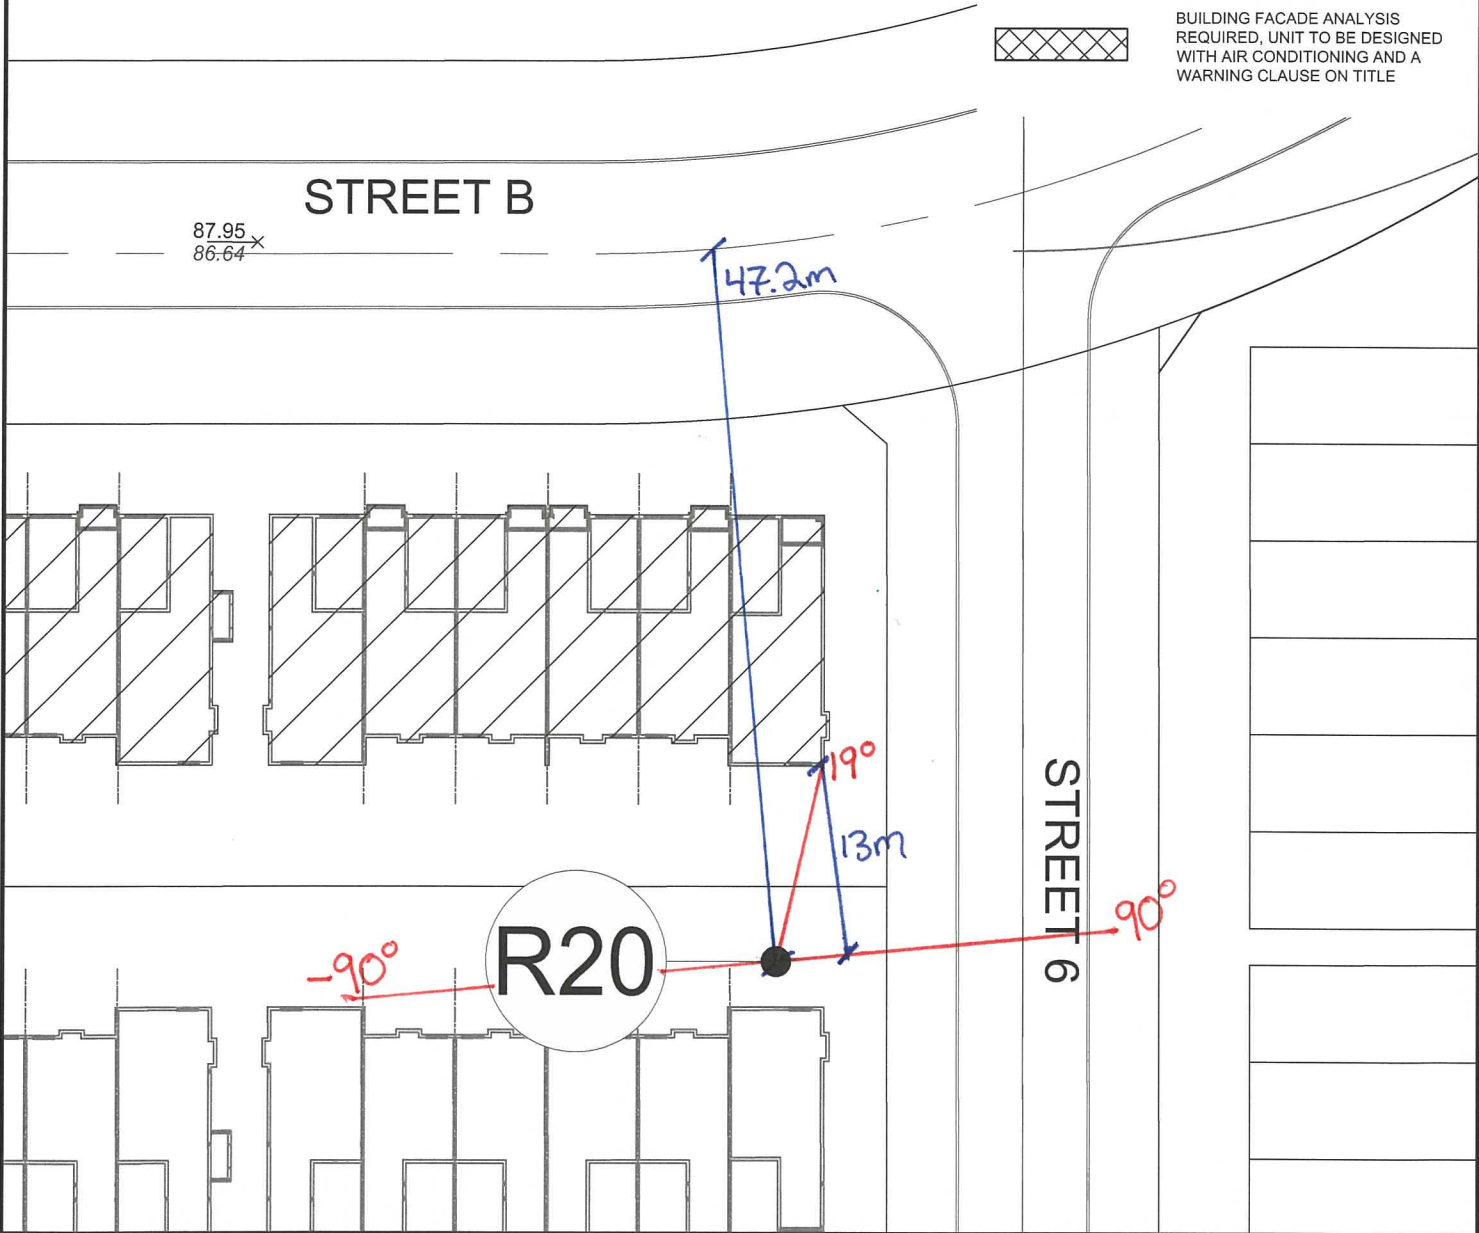 BUILDING FACADE ANALYSIS
REQUIRED, UNIT TO BE DESIGNED
WITH AIR CONDITIONING AND A
WARNING CLAUSE ON TITLE
STREET B
87.95
86.64
47.2m
19°
13m
STREET 6
90°
-90°
R20